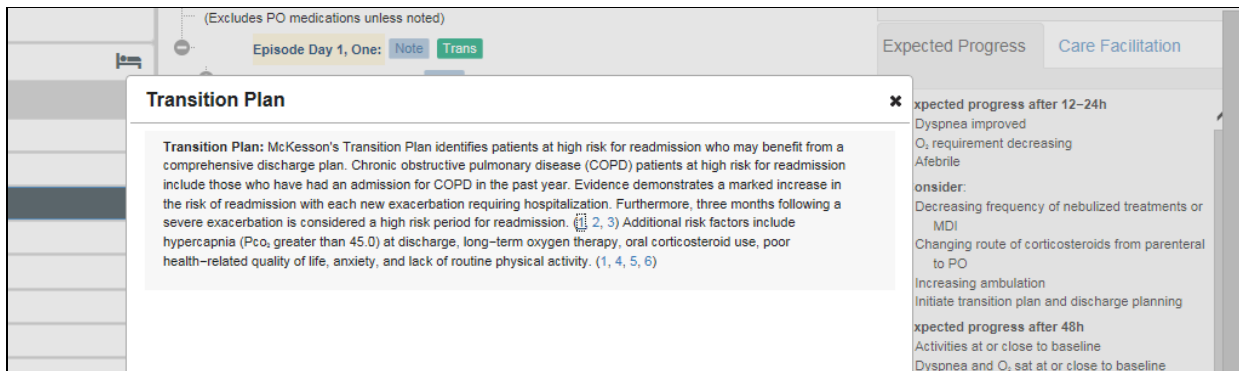 (Excludes PO medications unless noted)
Episode Day 1, One: Note Trans
Expected Progress Care Facilitation
Transition Plan
Transition Plan: McKesson's Transition Plan identifies patients at high risk for readmission who may benefit from a
comprehensive discharge plan. Chronic obstructive pulmonary disease (COPD) patients at high risk for readmission
include those who have had an admission for COPD in the past year. Evidence demonstrates a marked increase in
the risk of readmission with each new exacerbation requiring hospitalization. Furthermore, three months following a
severe exacerbation is considered a high risk period for readmission. (1, 2, 3) Additional risk factors include
hypercapnia (Pco₂ greater than 45.0) at discharge, long−term oxygen therapy, oral corticosteroid use, poor
health−related quality of life, anxiety, and lack of routine physical activity. (1, 4, 5, 6)
xpected progress after 12−24h
Dyspnea improved
O₂ requirement decreasing
Afebrile
onsider:
Decreasing frequency of nebulized treatments or
MDI
Changing route of corticosteroids from parenteral
to PO
Increasing ambulation
Initiate transition plan and discharge planning
xpected progress after 48h
Activities at or close to baseline
Dyspnea and O₂ sat at or close to baseline